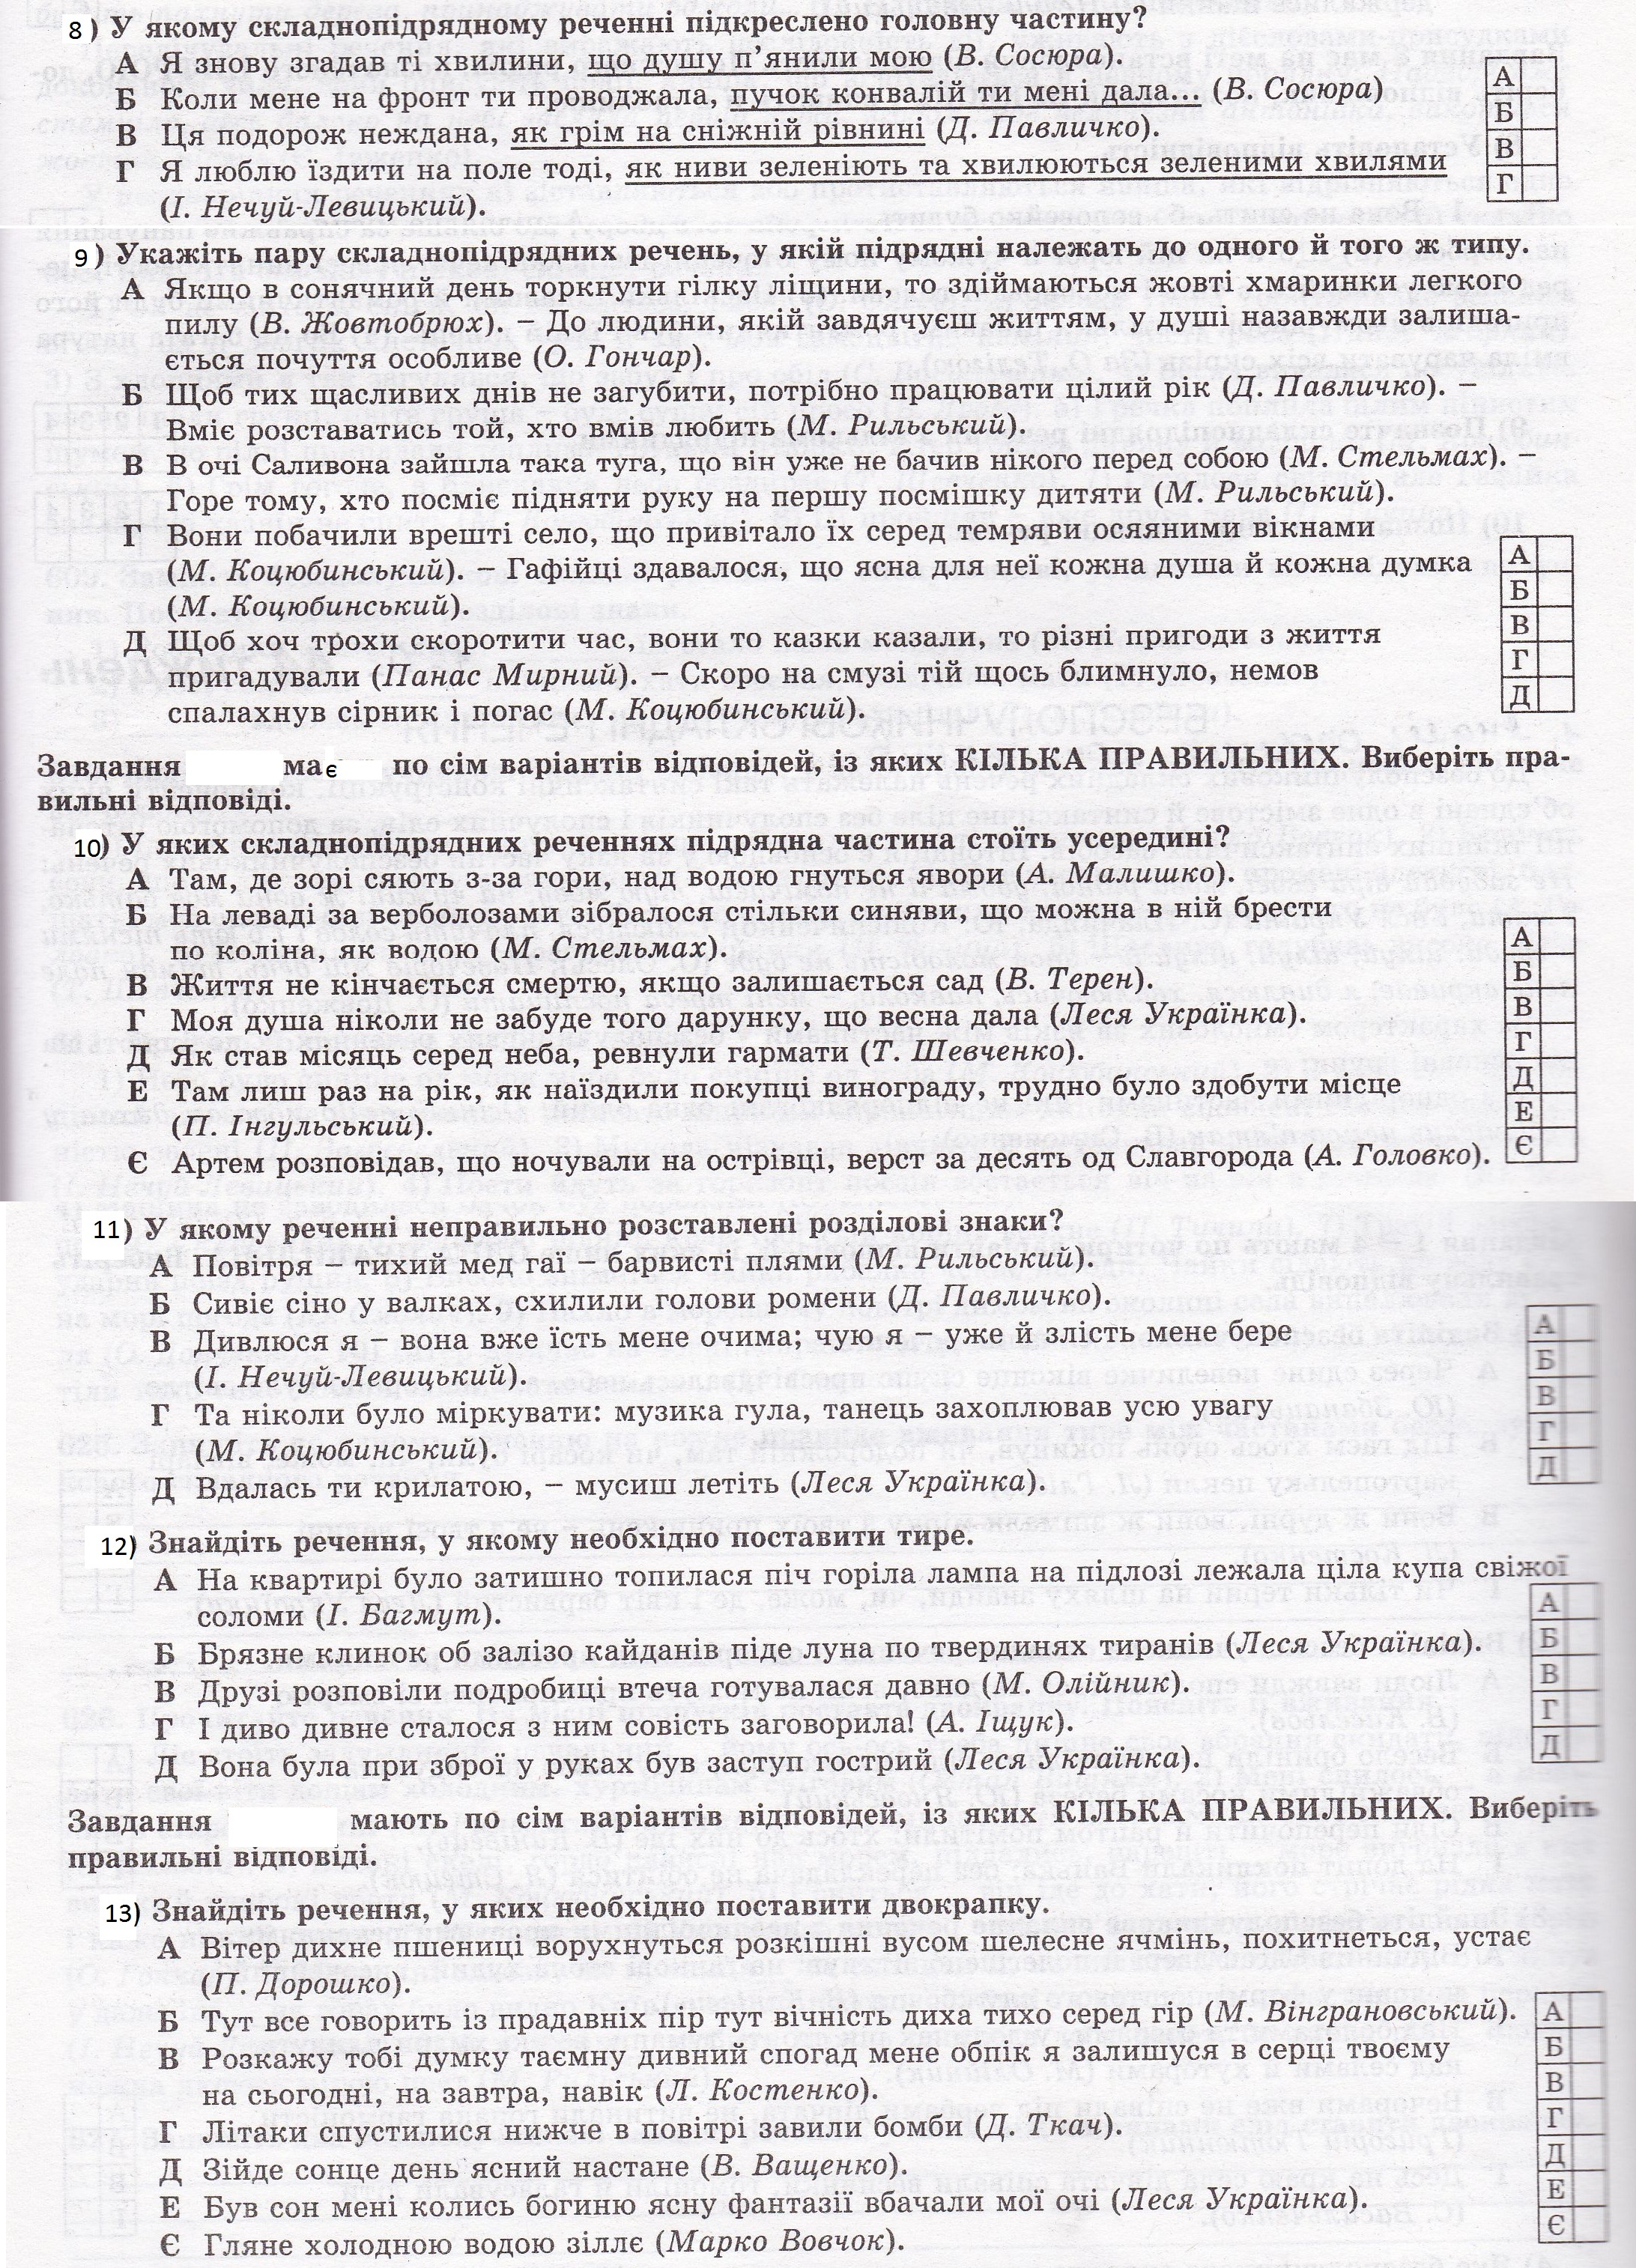 8) У якому складнопідрядному реченні підкреслено головну частину?
А Я знову згадав ті хвилини, що душу п’янили мою (В. Сосюра).
Б Коли мене на фронт ти проводжала, пучок конвалій ти мені дала... (В. Сосюра)
В Ця подорож неждана, як грім на сніжній рівнині (Д. Павличко).
Г Я люблю їздити на поле тоді, як ниви зеленіють та хвилюються зеленими хвилями
(І. Нечуй-Левицький).
А
Б
В
Г
9) Укажіть пару складнопідрядних речень, у якій підрядні належать до одного й того ж типу.
А Якщо в сонячний день торкнути гілку ліщини, то здіймаються жовті хмаринки легкого
пилу (В. Жовтобрюх). – До людини, якій завдячуєш життям, у душі назавжди залиша-
ється почуття особливе (О. Гончар).
Б Щоб тих щасливих днів не загубити, потрібно працювати цілий рік (Д. Павличко). –
Вміє розставатись той, хто вмів любить (М. Рильський).
В В очі Саливона зайшла така туга, що він уже не бачив нікого перед собою (М. Стельмах). –
Горе тому, хто посміє підняти руку на першу посмішку дитяти (М. Рильський).
Г Вони побачили врешті село, що привітало їх серед темряви осяяними вікнами
(М. Коцюбинський). – Гафійці здавалося, що ясна для неї кожна душа й кожна думка
(М. Коцюбинський).
Д Щоб хоч трохи скоротити час, вони то казки казали, то різні пригоди з життя
пригадували (Панас Мирний). – Скоро на смузі тій щось блимнуло, немов
спалахнув сірник і погас (М. Коцюбинський).
А
Б
В
Г
Д
Завдання має по сім варіантів відповідей, із яких КІЛЬКА ПРАВИЛЬНИХ. Виберіть пра-
вильні відповіді.
10) У яких складнопідрядних реченнях підрядна частина стоїть усередині?
А Там, де зорі сяють з-за гори, над водою гнуться явори (А. Малишко).
Б На леваді за верболозами зібралося стільки синяви, що можна в ній брести
по коліна, як водою (М. Стельмах).
В Життя не кінчається смертю, якщо залишається сад (В. Терен).
Г Моя душа ніколи не забуде того дарунку, що весна дала (Леся Українка).
Д Як став місяць серед неба, ревнули гармати (Т. Шевченко).
Е Там лиш раз на рік, як наїздили покупці винограду, трудно було здобути місце
(П. Інгульський).
Є Артем розповідав, що ночували на острівці, верст за десять од Славгорода (А. Головко).
А
Б
В
Г
Д
Е
Є
11) У якому реченні неправильно розставлені розділові знаки?
А Повітря – тихий мед гаї – барвисті плями (М. Рильський).
Б Сивіє сіно у валках, схилили голови ромени (Д. Павличко).
В Дивлюся я – вона вже їсть мене очима; чую я – уже й злість мене бере
(І. Нечуй-Левицький).
Г Та ніколи було міркувати: музика гула, танець захоплював усю увагу
(М. Коцюбинський).
Д Вдалась ти крилатою, – мусиш летіть (Леся Українка).
А
Б
В
Г
Д
12) Знайдіть речення, у якому необхідно поставити тире.
А На квартирі було затишно топилася піч горіла лампа на підлозі лежала ціла купа свіжої
соломи (І. Багмут).
Б Брязне клинок об залізо кайданів піде луна по твердинях тиранів (Леся Українка).
В Друзі розповіли подробиці втеча готувалася давно (М. Олійник).
Г І диво дивне сталося з ним совість заговорила! (А. Іщук).
Д Вона була при зброї у руках був заступ гострий (Леся Українка).
А
Б
В
Г
Д
Завдання мають по сім варіантів відповідей, із яких КІЛЬКА ПРАВИЛЬНИХ. Виберіть
правильні відповіді.
13) Знайдіть речення, у яких необхідно поставити двокрапку.
А Вітер дихне пшениці ворухнуться розкішні вусом шелесне ячмінь, похитнеться, устає
(П. Дорошко).
Б Тут все говорить із прадавніх пір тут вічність диха тихо серед гір (М. Вінграновський).
В Розкажу тобі думку таємну дивний спогад мене обпік я залишуся в серці твоєму
на сьогодні, на завтра, навік (Л. Костенко).
Г Літаки спустилися нижче в повітрі завили бомби (Д. Ткач).
Д Зійде сонце день ясний настане (В. Ващенко).
Е Був сон мені колись богиню ясну фантазії вбачали мої очі (Леся Українка).
Є Гляне холодною водою зіллє (Марко Вовчок).
А
Б
В
Г
Д
Е
Є